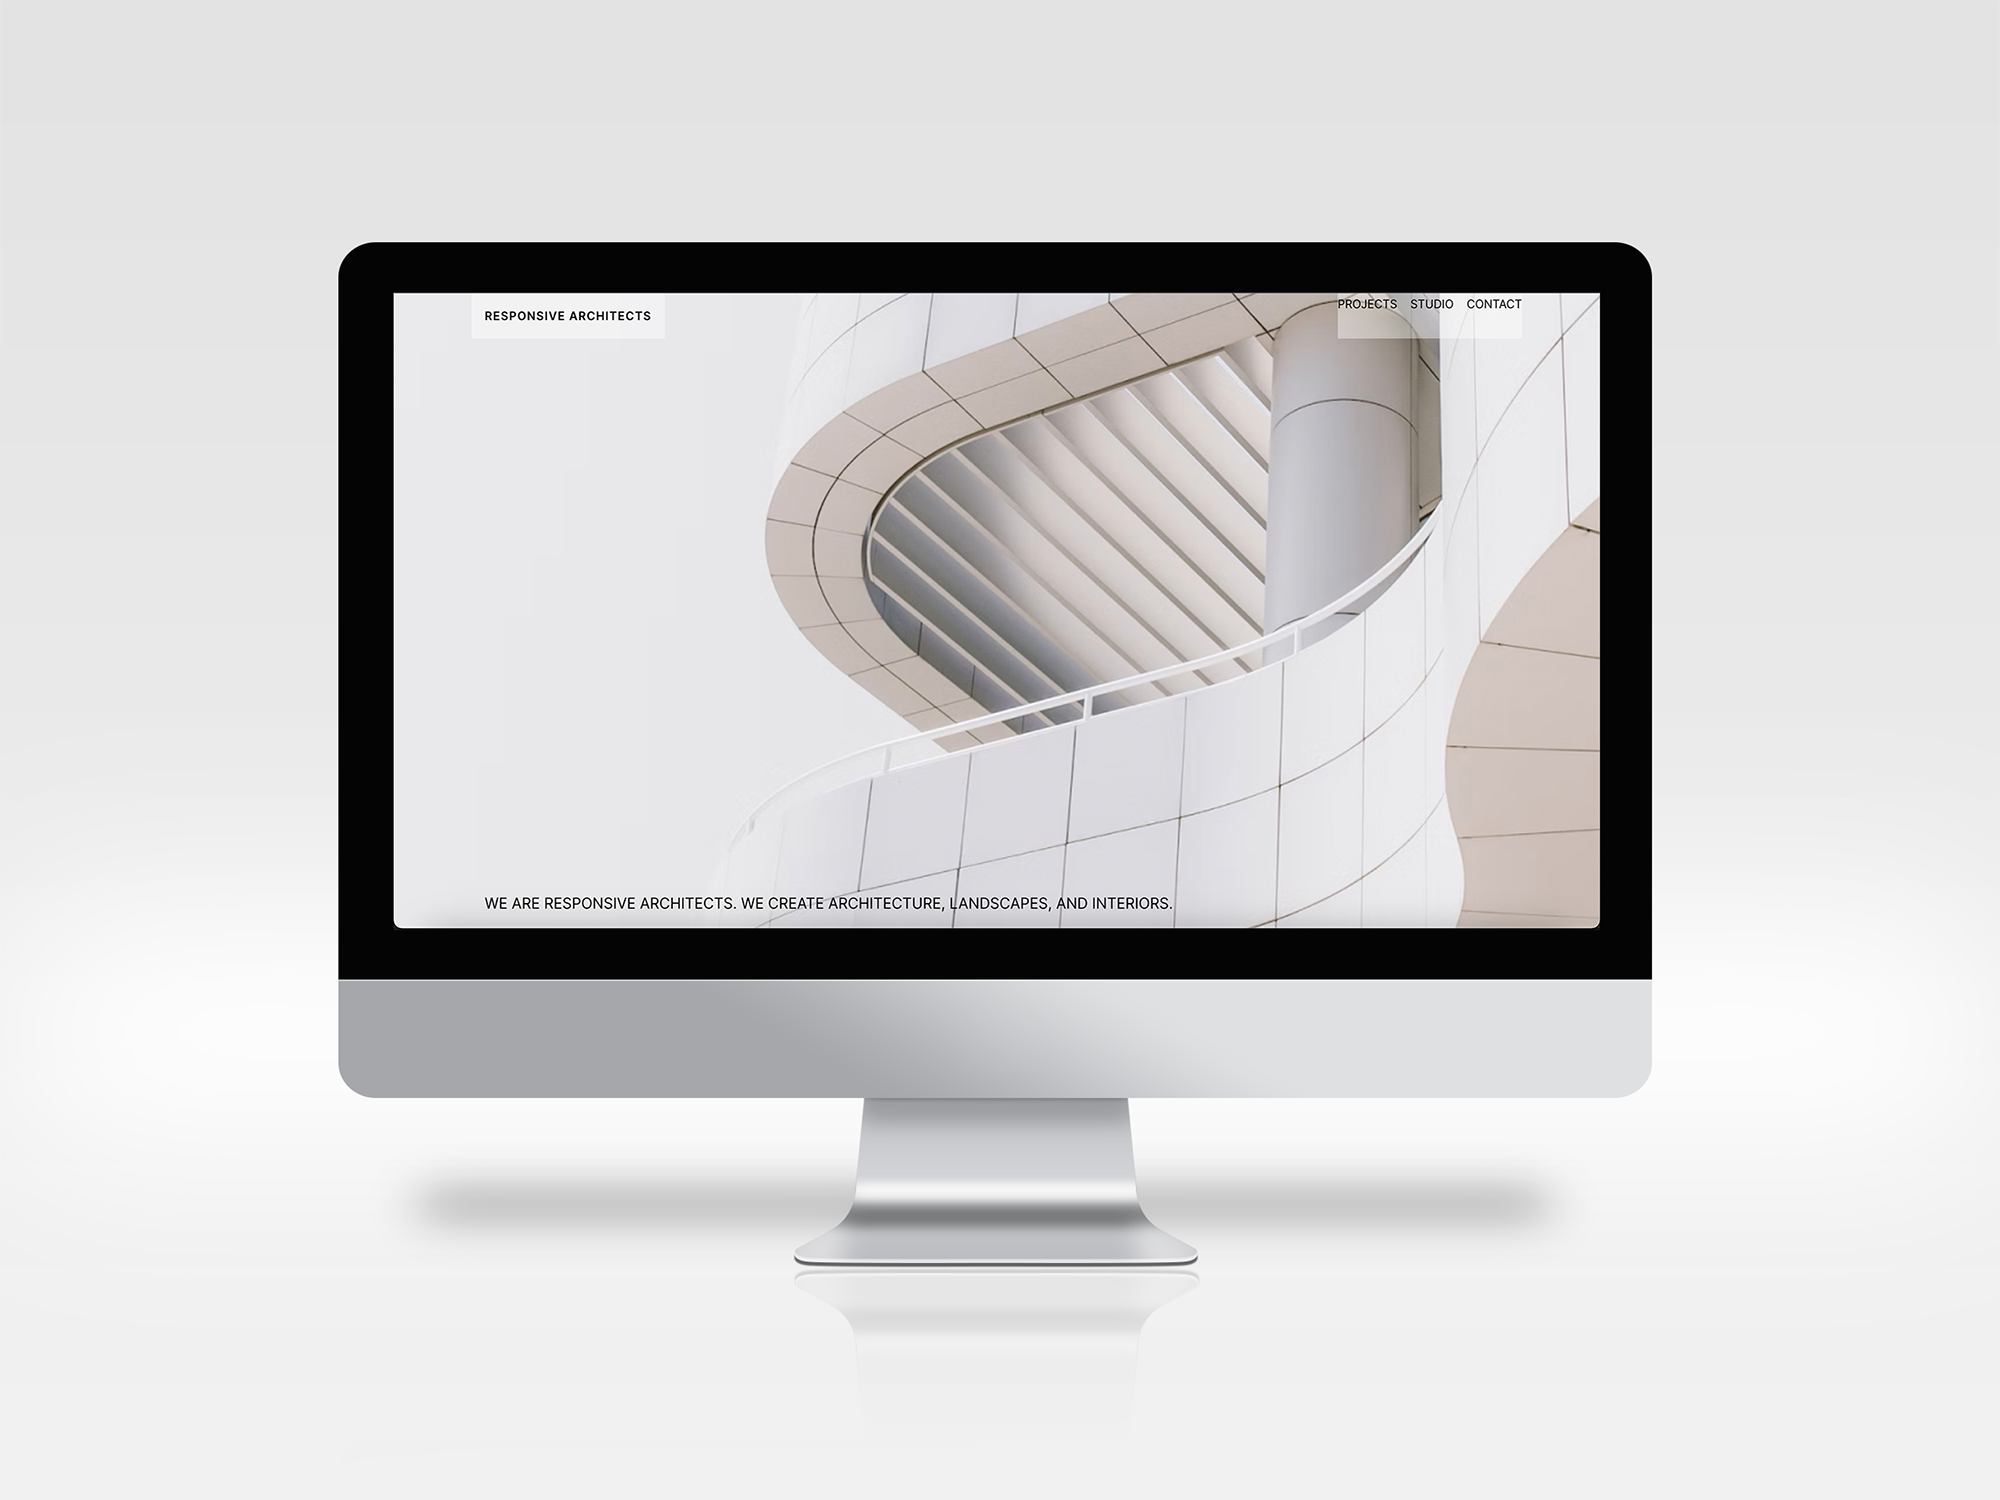 RESPONSIVE ARCHITECTS
PROJECTS STUDIO CONTACT
WE ARE RESPONSIVE ARCHITECTS. WE CREATE ARCHITECTURE, LANDSCAPES, AND INTERIORS.